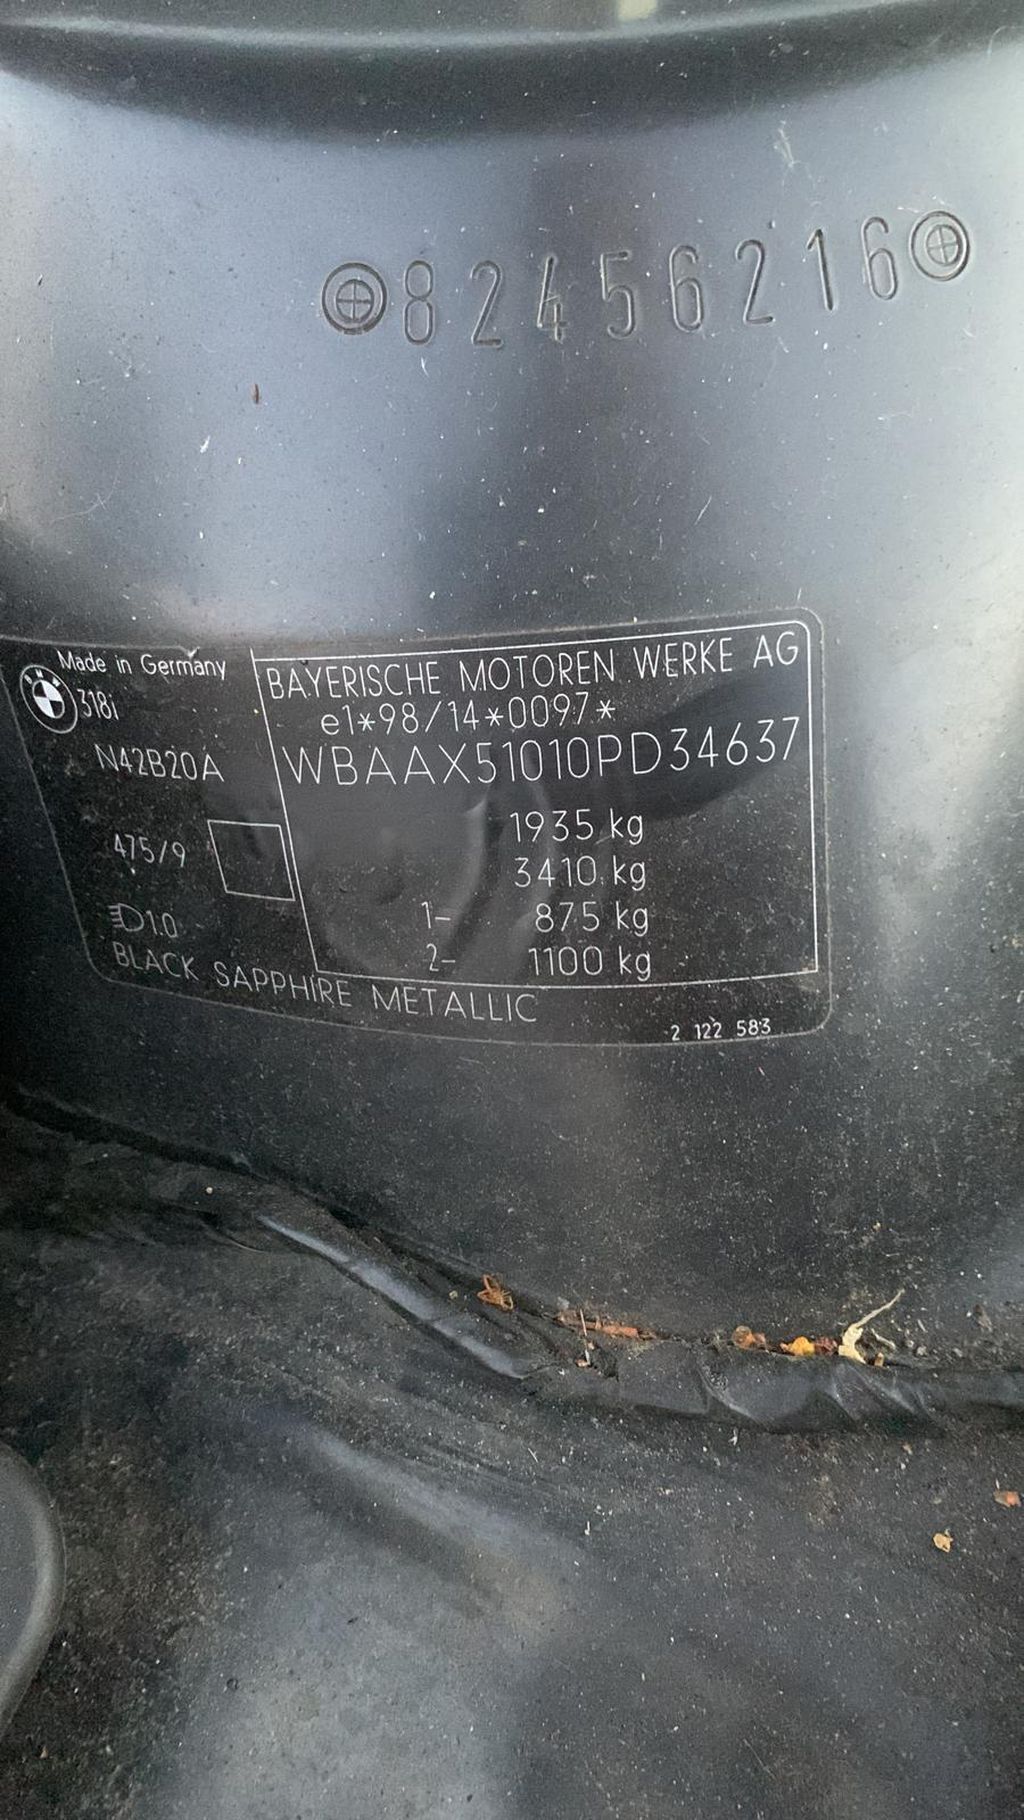 82456216
Made in Germany
318i
N42B20A
475/9
1.0
BLACK SAPPHIRE METALLIC
BAYERISCHE MOTOREN WERKE AG
e1*98/14*0097*
WBAAX51010PD34637
1935 kg
3410 kg
1- 875 kg
2- 1100 kg
2 122 583